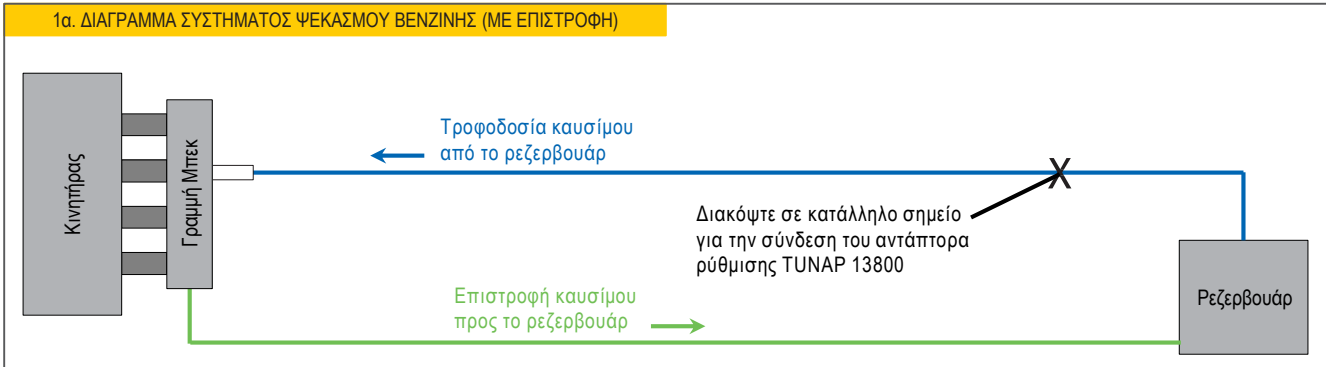 1α. ΔΙΑΓΡΑΜΜΑ ΣΥΣΤΗΜΑΤΟΣ ΨΕΚΑΣΜΟΥ ΒΕΝΖΙΝΗΣ (ΜΕ ΕΠΙΣΤΡΟΦΗ)
Κινητήρας
Γραμμή Μπεκ
Τροφοδοσία καυσίμου
από το ρεζερβουάρ
X
Διακόψτε σε κατάλληλο σημείο
για την σύνδεση του αντάπτορα
ρύθμισης TUNAP 13800
Επιστροφή καυσίμου
προς το ρεζερβουάρ
Ρεζερβουάρ